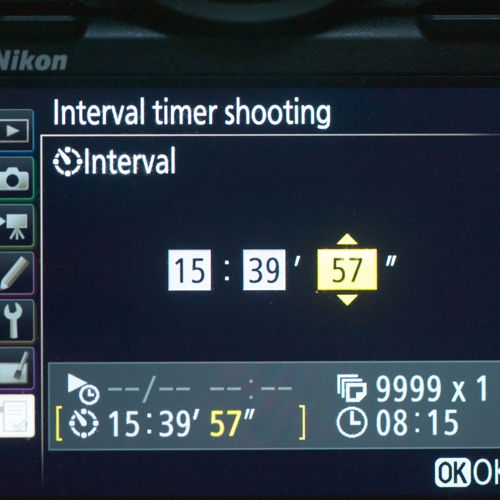 Nikon
Interval timer shooting
Interval
15 : 39 ′ 57 ″
--/-- --:-- 9999 x 1
[ 15:39′ 57″ ] 08:15
OK OK